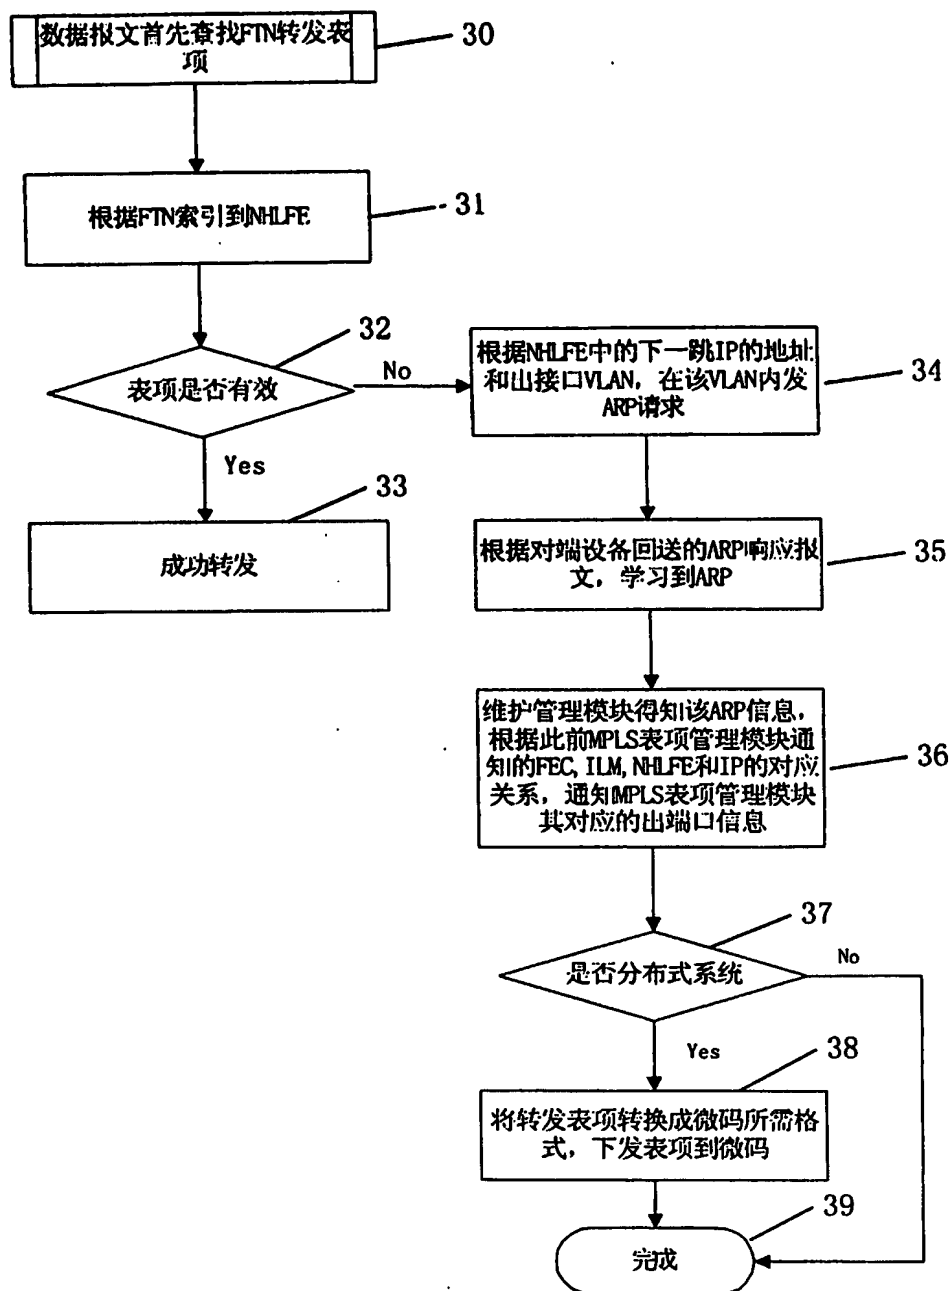 数据报文首先查找FTN转发表
项
30
根据FTN索引到NHLFE
31
32
表项是否有效
No
Yes
33
成功转发
根据NHLFE中的下一跳IP的地址
和出接口VLAN，在该VLAN内发
ARP请求
34
根据对端设备回送的ARP响应报
文，学习到ARP
35
维护管理模块得知该ARP信息，
根据此前MPLS表项管理模块通
知的FEC, ILM, NHLFE和IP的对应
关系，通知MPLS表项管理模块
其对应的出端口信息
36
37
是否分布式系统
No
Yes
38
将转发表项转换成微码所需格
式，下发表项到微码
39
完成